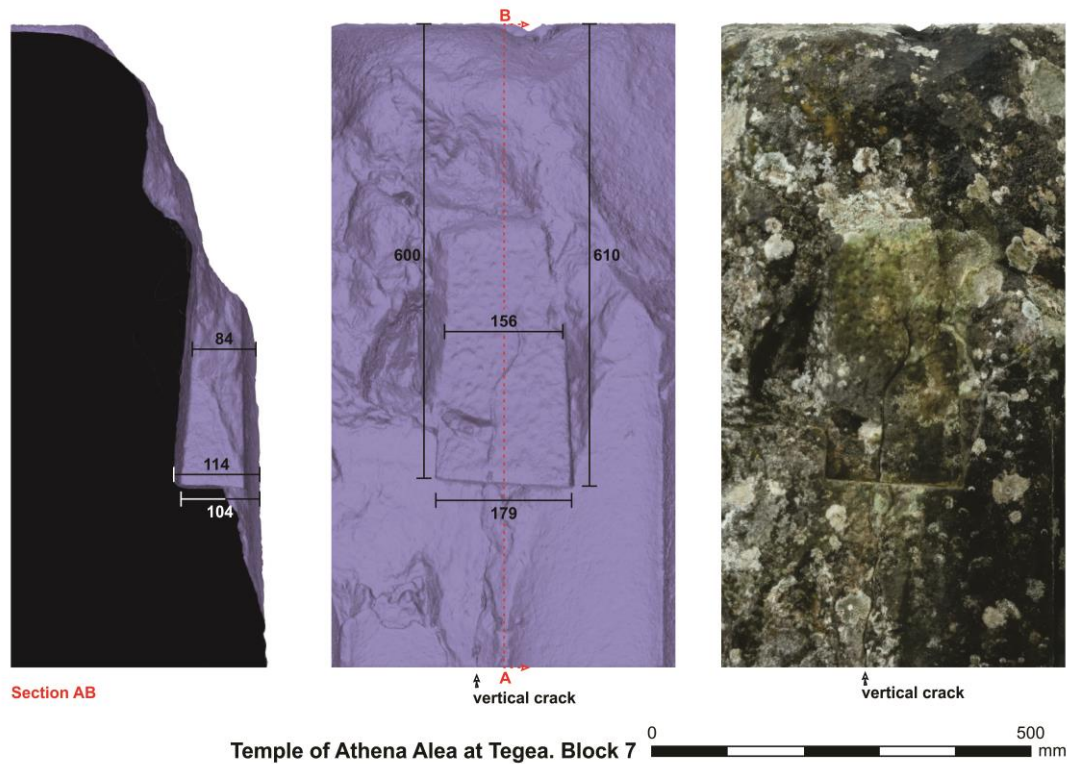 B
600
610
156
84
114
104
179
Section AB
A
vertical crack
vertical crack
Temple of Athena Alea at Tegea. Block 7
0
500
mm